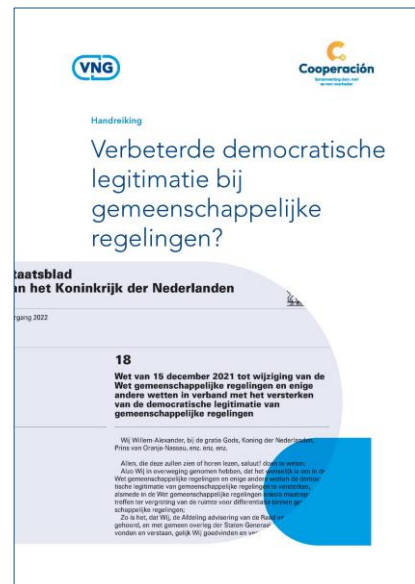 VNG
Cooperación
Handreiking
Verbeterde democratische
legitimatie bij
gemeenschappelijke
regelingen?
taatsblad
an het Koninkrijk der Nederlanden
rgang 2022
18
Wet van 15 december 2021 tot wijziging van de
Wet gemeenschappelijke regelingen en enige
andere wetten in verband met het versterken
van de democratische legitimatie van
gemeenschappelijke regelingen
Wij Willem-Alexander, bij de gratie Gods, Koning der Nederlanden,
Prins van Oranje-Nassau, enz. enz. enz.
Allen, die deze zullen zien of horen lezen, saluut! doen te weten:
Alzo Wij in overweging genomen hebben, dat het wenselijk is om in de
Wet gemeenschappelijke regelingen en enige andere wetten de democra
tische legitimatie van gemeenschappelijke regelingen te versterken,
alsmede in de Wet gemeenschappelijke regelingen enkele
treffen ter vergroting van de ruimte voor differentiatie binnen
schappelijke regelingen;
Zo is het, dat Wij, de Afdeling advisering van de
gehoord, en met gemeen overleg der Staten Generaal
vonden en verstaan, gelijk Wij goedvinden en